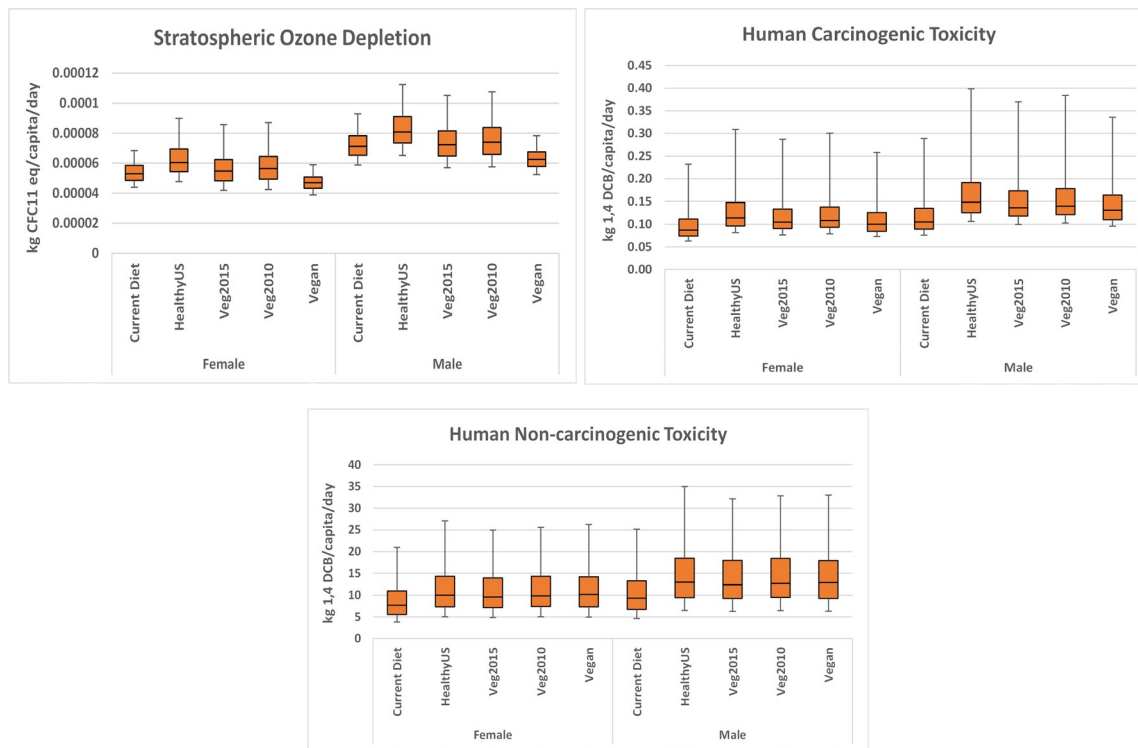 Stratospheric Ozone Depletion
kg CFC11 eq/capita/day
0.00012
0.0001
0.00008
0.00006
0.00004
0.00002
0
Current Diet
HealthyUS
Veg2015
Veg2010
Vegan
Current Diet
HealthyUS
Veg2015
Veg2010
Vegan
Female
Male
Human Carcinogenic Toxicity
kg 1,4 DCB/capita/day
0.45
0.40
0.35
0.30
0.25
0.20
0.15
0.10
0.05
0.00
Current Diet
HealthyUS
Veg2015
Veg2010
Vegan
Current Diet
HealthyUS
Veg2015
Veg2010
Vegan
Female
Male
Human Non-carcinogenic Toxicity
kg 1,4 DCB/capita/day
40
35
30
25
20
15
10
5
0
Current Diet
HealthyUS
Veg2015
Veg2010
Vegan
Current Diet
HealthyUS
Veg2015
Veg2010
Vegan
Female
Male